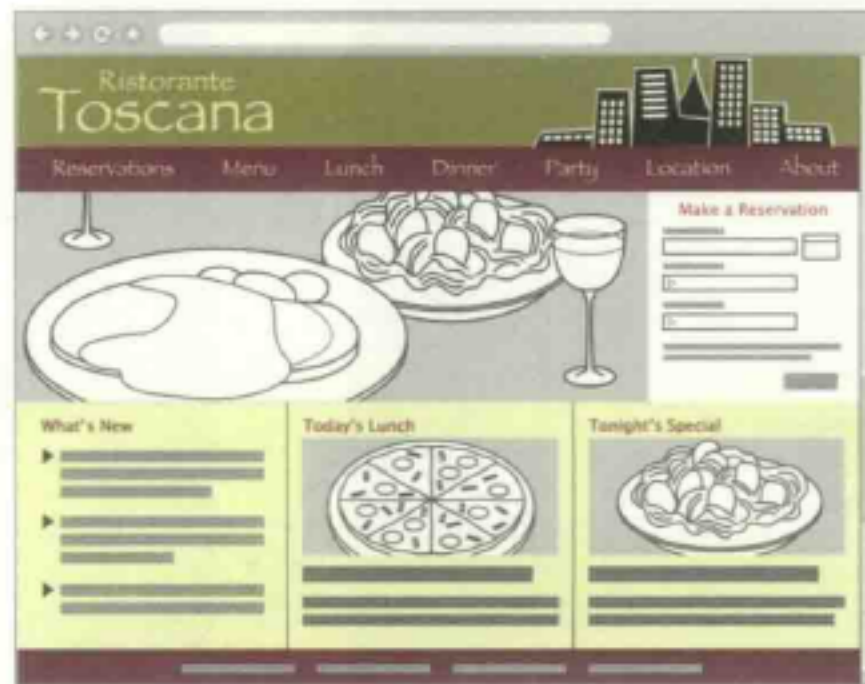 Ristorante
Toscana
Reservations Menu Lunch Dinner Party Location About
Make a Reservation
What's New
Today's Lunch
Tonight's Special